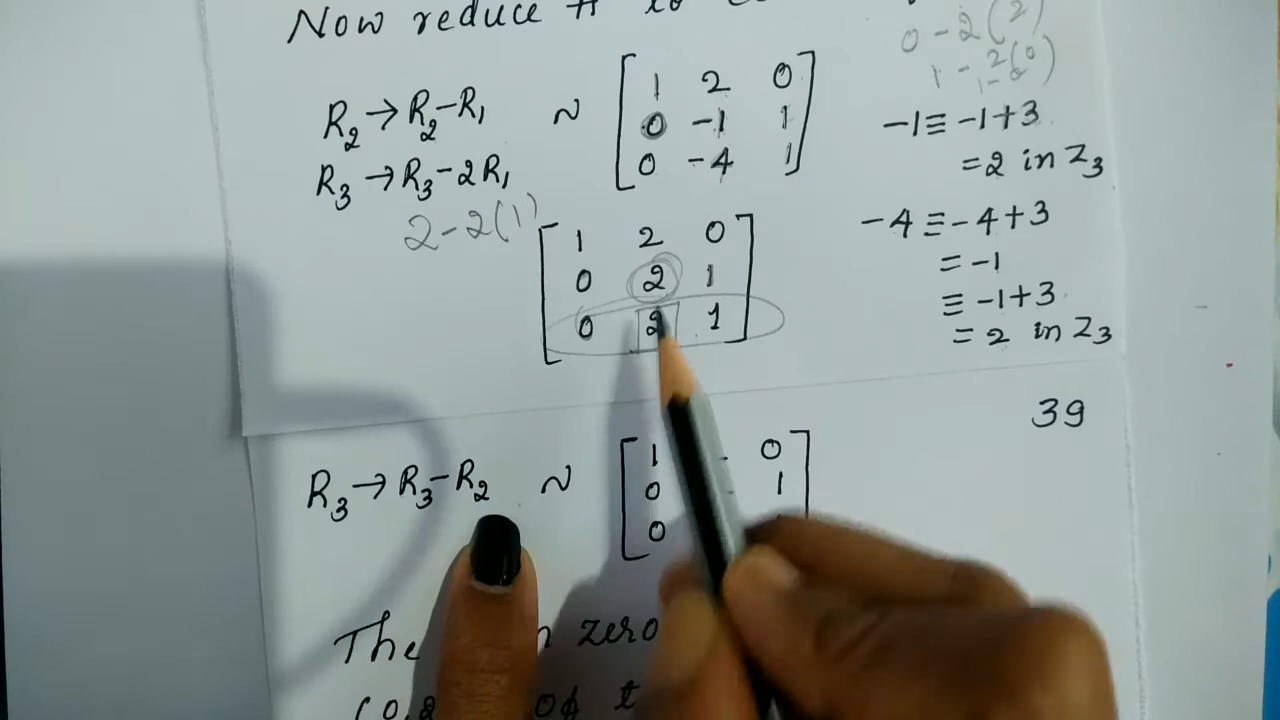 Now reduce A to
0 - 2(2)
1 - 2(0)
1 - 0
R2 → R2 - R1 ~ [1 2 0
0 -1 1
0 -4 1]
R3 → R3 - 2R1
2 - 2(1)
-1 ≡ -1+3
= 2 in Z3
[1 2 0
0 2 1
0 2 1]
-4 ≡ -4+3
= -1
≡ -1+3
= 2 in Z3
39
R3 → R3 - R2 ~ [1 0
0 1
0
The zero